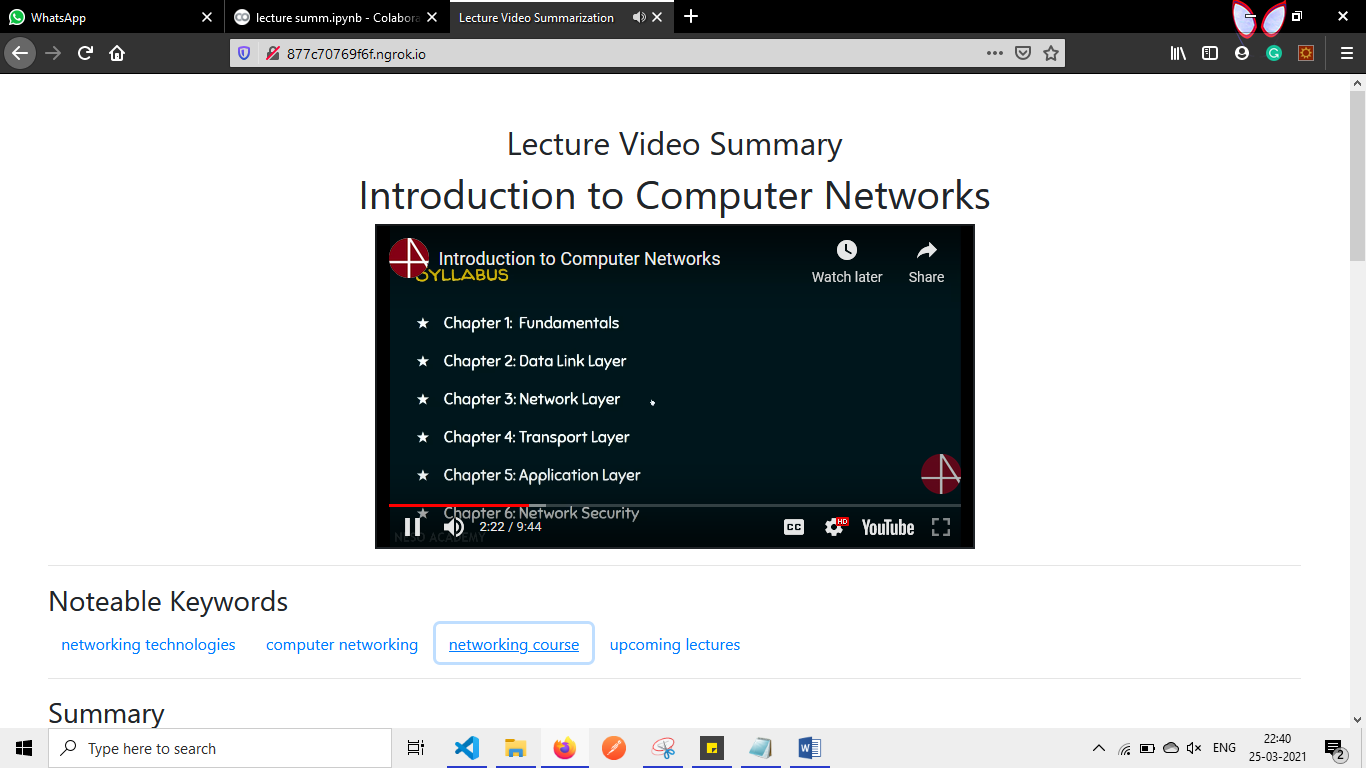 WhatsApp
lecture summ.ipynb - Colabora
Lecture Video Summarization
877c70769f6f.ngrok.io
Lecture Video Summary
Introduction to Computer Networks
Introduction to Computer Networks
Watch later
Share
SYLLABUS
★ Chapter 1: Fundamentals
★ Chapter 2: Data Link Layer
★ Chapter 3: Network Layer
★ Chapter 4: Transport Layer
★ Chapter 5: Application Layer
★ Chapter 6: Network Security
2:22 / 9:44
CC
HD
YouTube
NESO ACADEMY
Noteable Keywords
networking technologies computer networking networking course upcoming lectures
Summary
Type here to search
ENG
22:40
25-03-2021
2